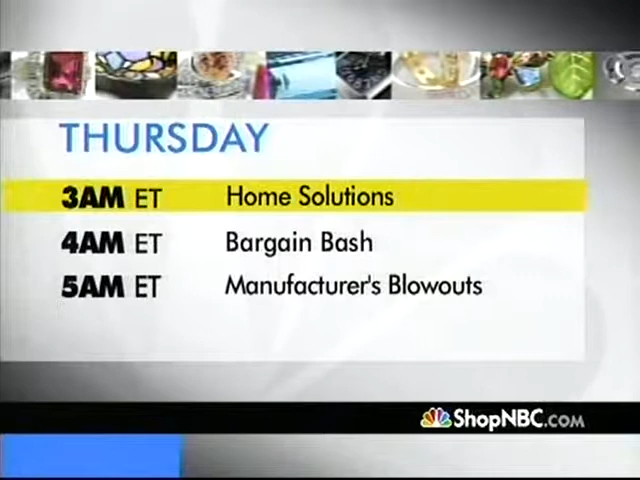 THURSDAY
3AM ET Home Solutions
4AM ET Bargain Bash
5AM ET Manufacturer's Blowouts
ShopNBC.COM